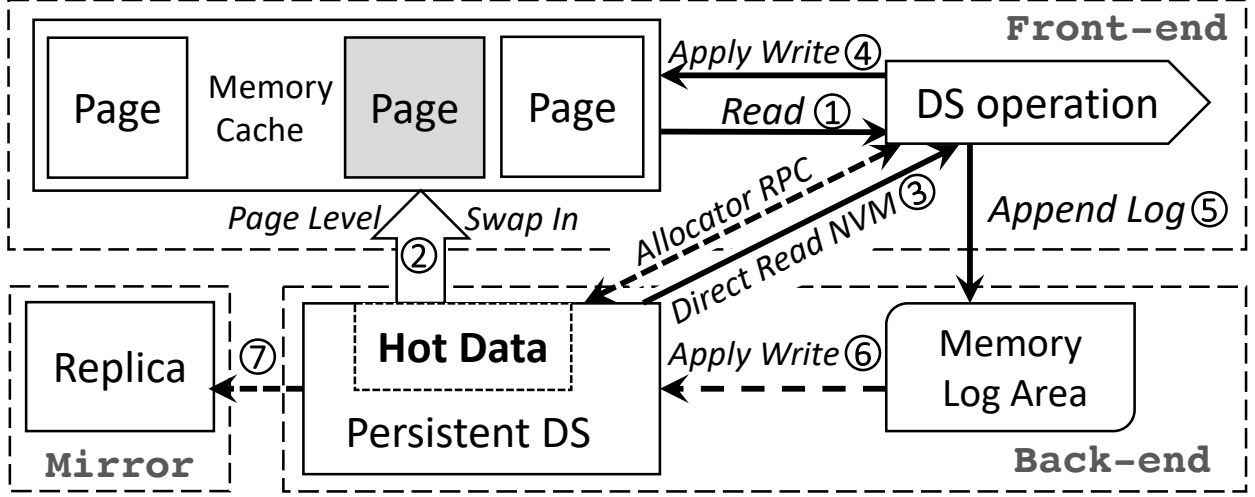 Front-end
Page
Memory
Cache
Page
Page
Apply Write ④
Read ①
DS operation
Page Level
Swap In
②
Allocator RPC
Direct Read NVM ③
Append Log ⑤
Replica
⑦
Mirror
Hot Data
Persistent DS
Apply Write ⑥
Memory
Log Area
Back-end